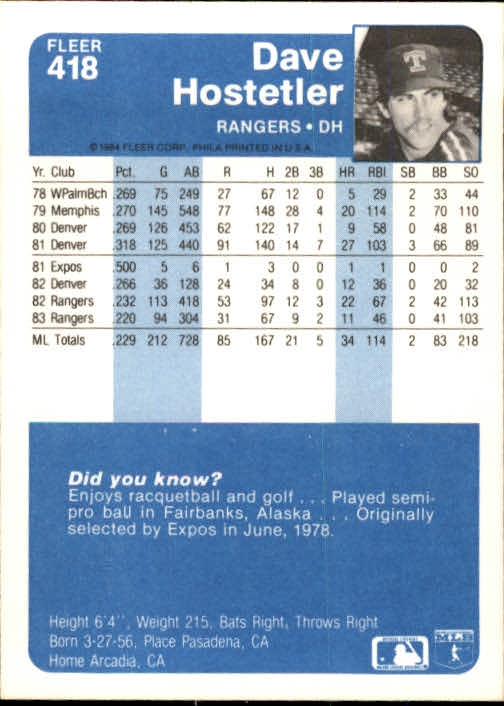 FLEER
418
Dave
Hostetler
RANGERS • DH
© 1984 FLEER CORP. PHILA PRINTED IN U.S.A.
Yr. Club Pct. G AB R H 2B 3B HR RBI SB BB SO
78 WPalmBch .269 75 249 27 67 12 0 5 29 2 33 44
79 Memphis .270 145 548 77 148 28 4 20 114 2 70 110
80 Denver .269 126 453 62 122 17 1 9 58 0 48 81
81 Denver .318 125 440 91 140 14 7 27 103 3 66 89
81 Expos .500 5 6 1 3 0 0 1 1 0 0 2
82 Denver .266 36 128 24 34 8 0 12 36 0 20 32
82 Rangers .232 113 418 53 97 12 3 22 67 2 42 113
83 Rangers .220 94 304 31 67 9 2 11 46 0 41 103
ML Totals .229 212 728 85 167 21 5 34 114 2 83 218
Did you know?
Enjoys racquetball and golf . . . Played semi-
pro ball in Fairbanks, Alaska . . . Originally
selected by Expos in June, 1978.
Height 6'4", Weight 215, Bats Right, Throws Right
Born 3-27-56, Place Pasadena, CA
Home Arcadia, CA